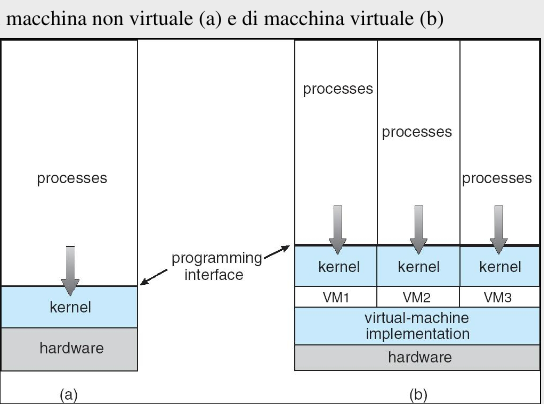 macchina non virtuale (a) e di macchina virtuale (b)
processes
kernel
hardware
(a)
programming
interface
processes
processes
processes
kernel
kernel
kernel
VM1
VM2
VM3
virtual-machine
implementation
hardware
(b)